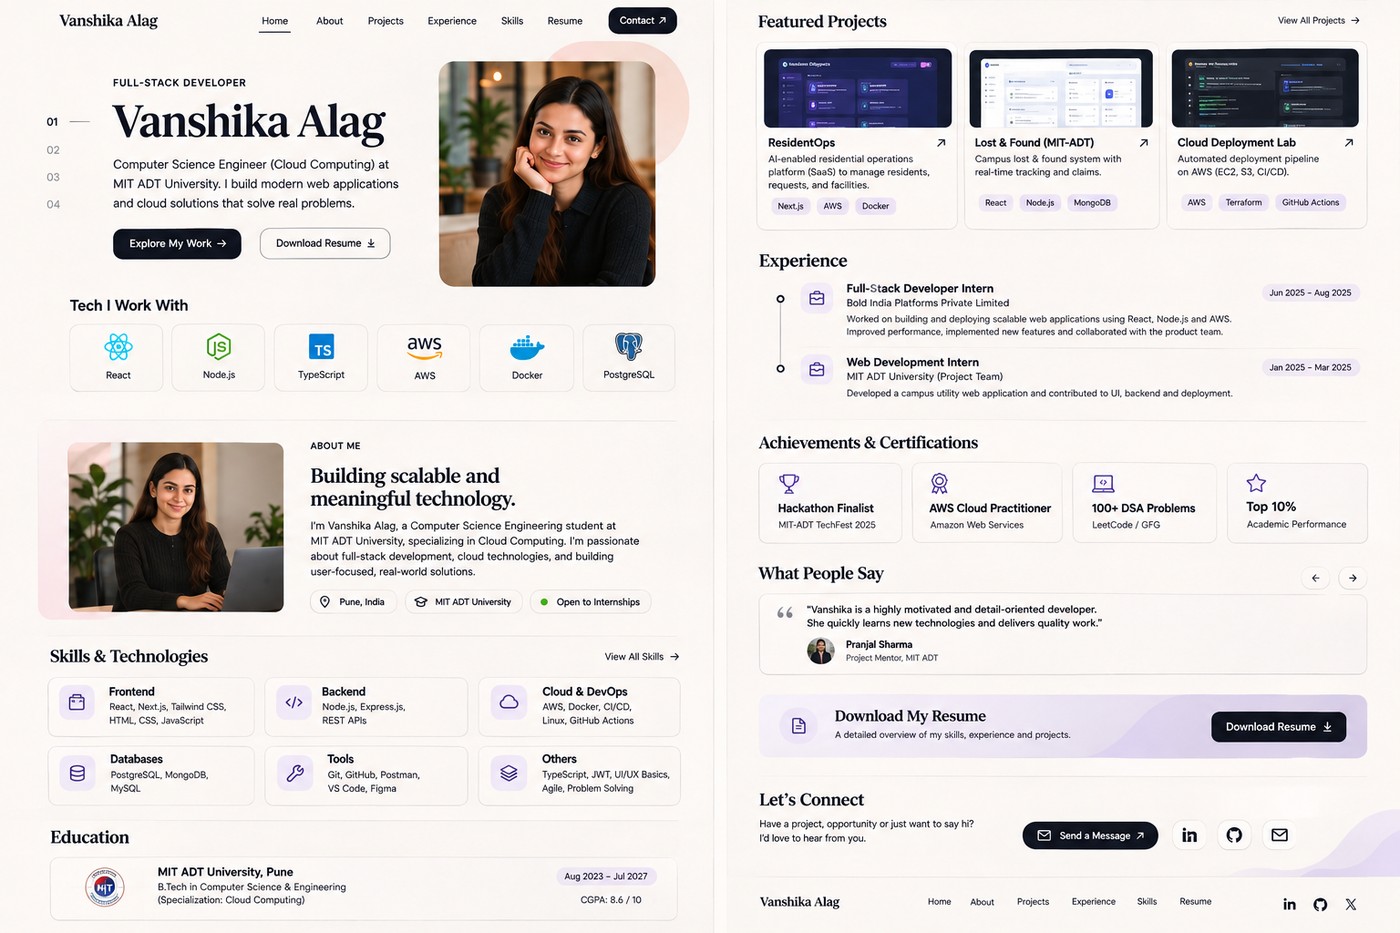 Vanshika Alag
Home
About
Projects
Experience
Skills
Resume
Contact ↗
01
02
03
04
FULL-STACK DEVELOPER
Vanshika Alag
Computer Science Engineer (Cloud Computing) at
MIT ADT University. I build modern web applications
and cloud solutions that solve real problems.
Explore My Work →
Download Resume ↓
Tech I Work With
React
JS
Node.js
TS
TypeScript
aws
AWS
Docker
PostgreSQL
ABOUT ME
Building scalable and
meaningful technology.
I'm Vanshika Alag, a Computer Science Engineering student at
MIT ADT University, specializing in Cloud Computing. I'm passionate
about full-stack development, cloud technologies, and building
user-focused, real-world solutions.
Pune, India
MIT ADT University
Open to Internships
Skills & Technologies
View All Skills →
Frontend
React, Next.js, Tailwind CSS,
HTML, CSS, JavaScript
Backend
Node.js, Express.js,
REST APIs
Cloud & DevOps
AWS, Docker, CI/CD,
Linux, GitHub Actions
Databases
PostgreSQL, MongoDB,
MySQL
Tools
Git, GitHub, Postman,
VS Code, Figma
Others
TypeScript, JWT, UI/UX Basics,
Agile, Problem Solving
Education
MIT ADT University, Pune
B.Tech in Computer Science & Engineering
(Specialization: Cloud Computing)
Aug 2023 – Jul 2027
CGPA: 8.6 / 10
Featured Projects
View All Projects →
ResidentOps ↗
AI-enabled residential operations
platform (SaaS) to manage residents,
requests, and facilities.
Next.js
AWS
Docker
Lost & Found (MIT-ADT) ↗
Campus lost & found system with
real-time tracking and claims.
React
Node.js
MongoDB
Cloud Deployment Lab ↗
Automated deployment pipeline
on AWS (EC2, S3, CI/CD).
AWS
Terraform
GitHub Actions
Experience
Full-Stack Developer Intern
Bold India Platforms Private Limited
Worked on building and deploying scalable web applications using React, Node.js and AWS.
Improved performance, implemented new features and collaborated with the product team.
Jun 2025 – Aug 2025
Web Development Intern
MIT ADT University (Project Team)
Developed a campus utility web application and contributed to UI, backend and deployment.
Jan 2025 – Mar 2025
Achievements & Certifications
Hackathon Finalist
MIT-ADT TechFest 2025
AWS Cloud Practitioner
Amazon Web Services
100+ DSA Problems
LeetCode / GFG
Top 10%
Academic Performance
What People Say
← →
"Vanshika is a highly motivated and detail-oriented developer.
She quickly learns new technologies and delivers quality work."
Pranjal Sharma
Project Mentor, MIT ADT
Download My Resume
A detailed overview of my skills, experience and projects.
Download Resume ↓
Let's Connect
Have a project, opportunity or just want to say hi?
I'd love to hear from you.
Send a Message ↗
in
Vanshika Alag
Home
About
Projects
Experience
Skills
Resume
in
X